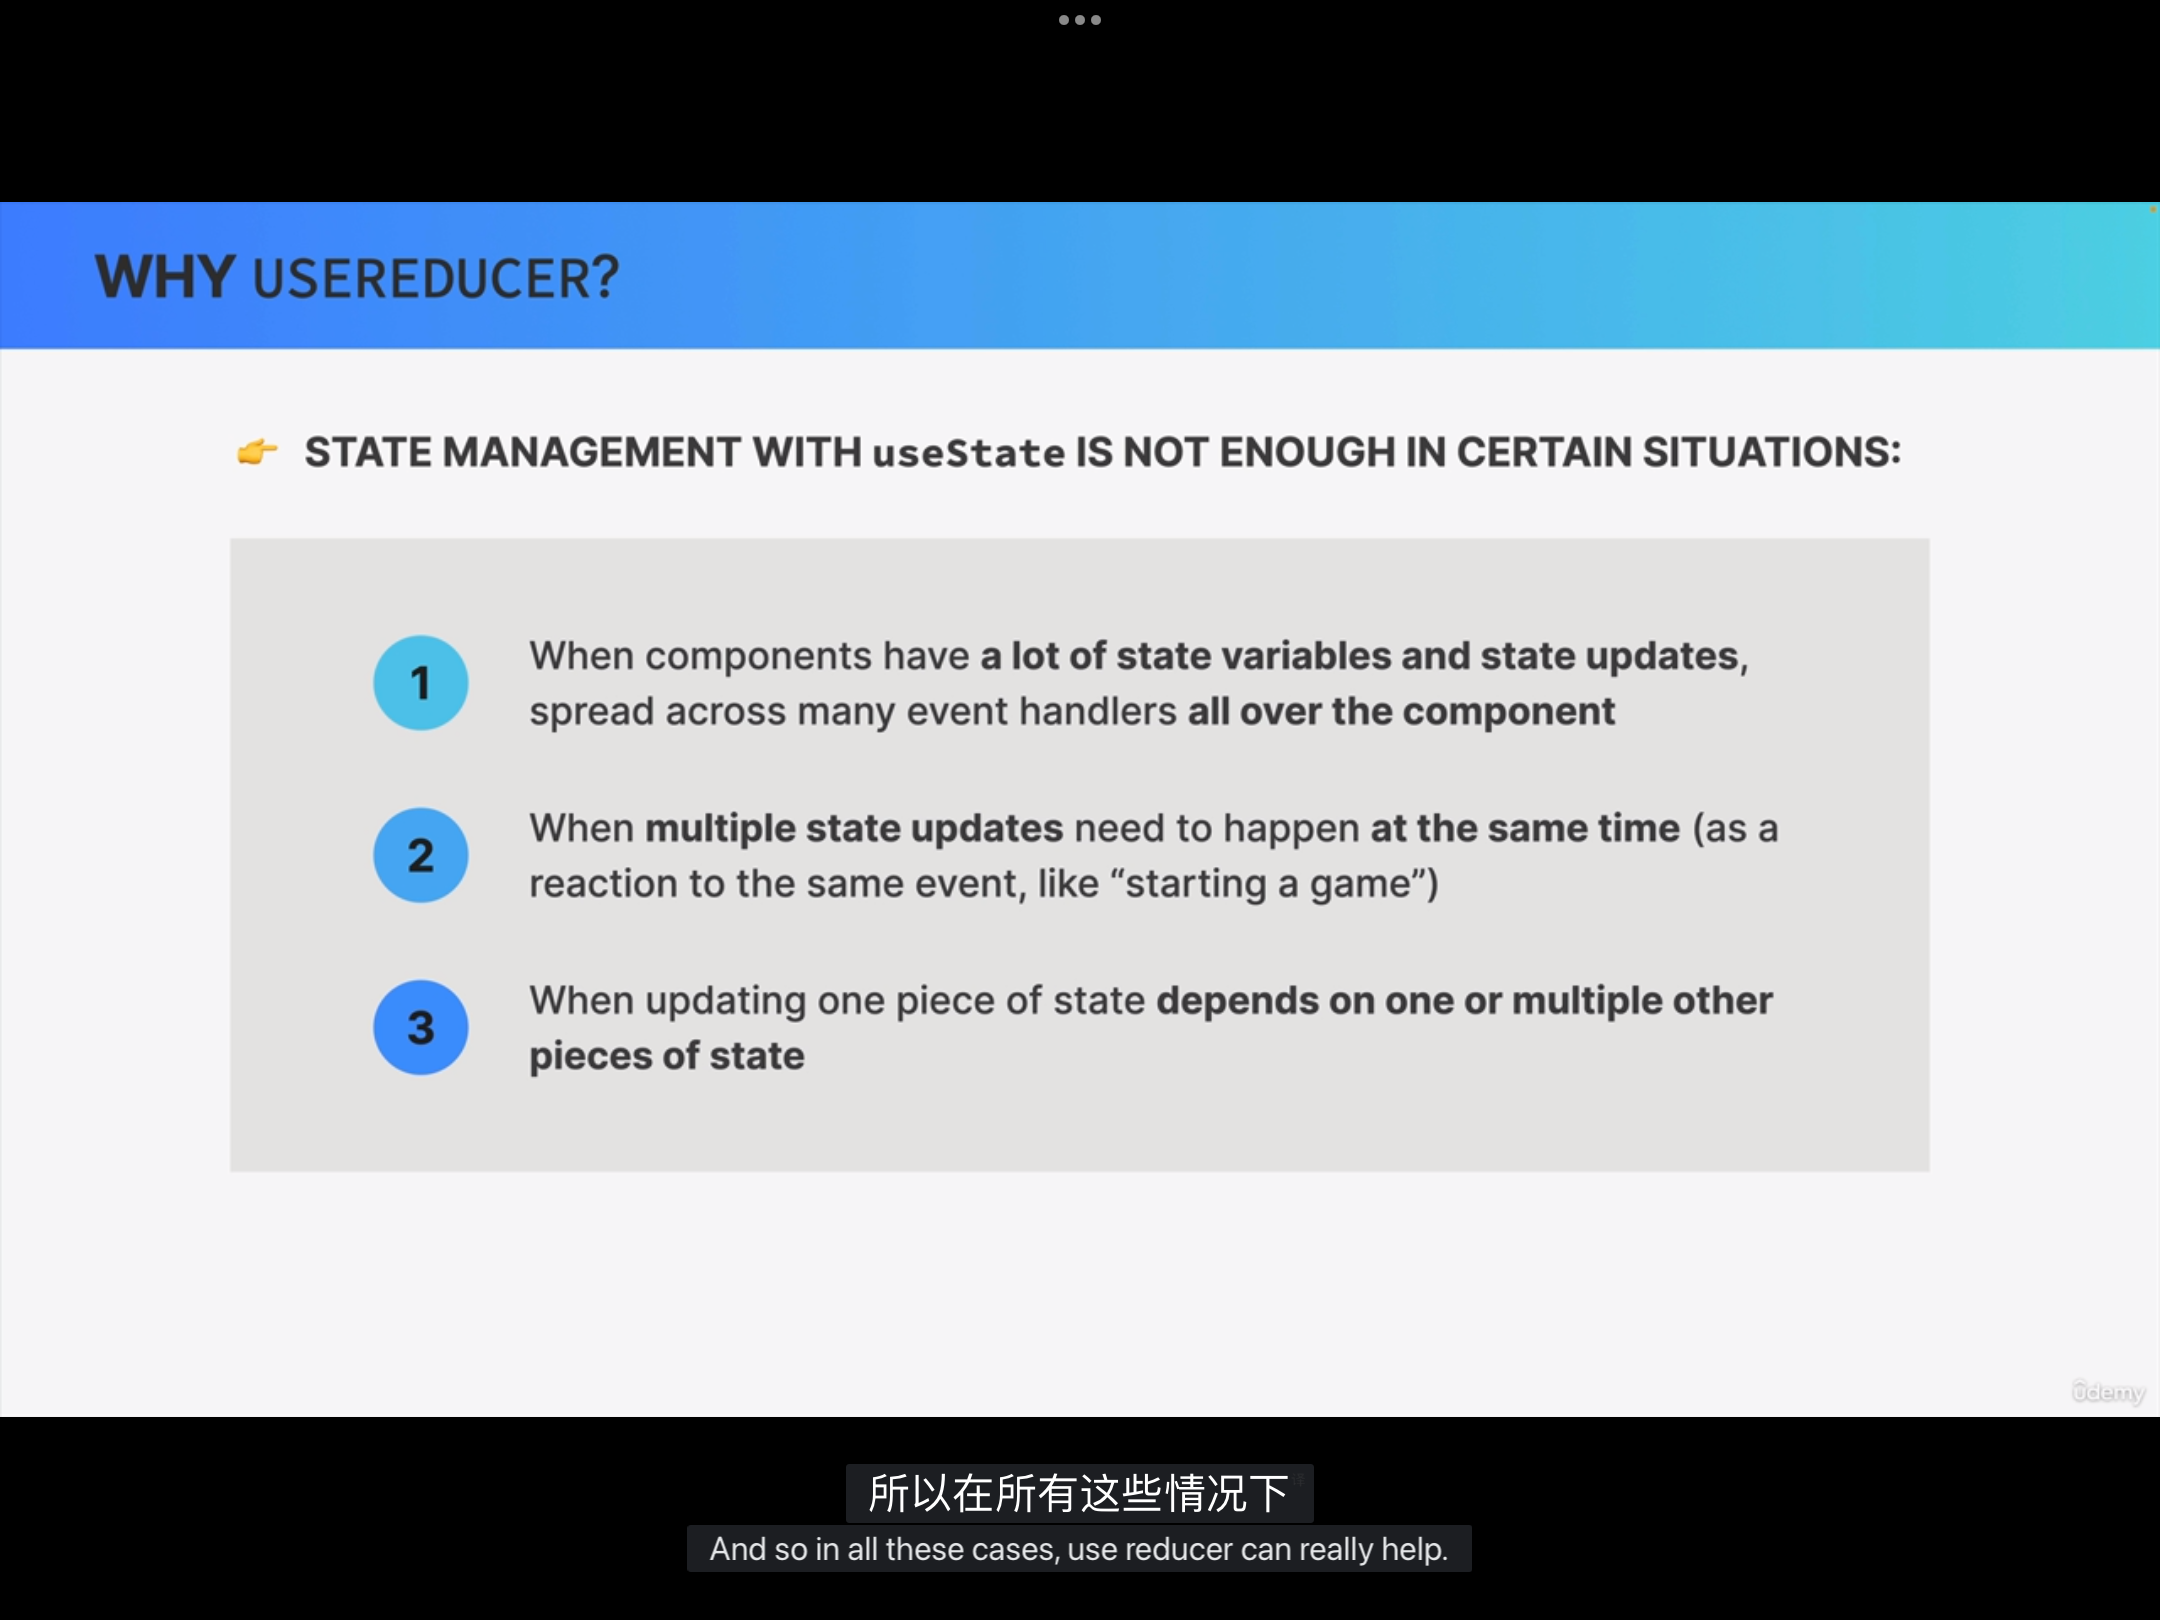 WHY USEREDUCER?
👉 STATE MANAGEMENT WITH useState IS NOT ENOUGH IN CERTAIN SITUATIONS:
1
When components have a lot of state variables and state updates,
spread across many event handlers all over the component
2
When multiple state updates need to happen at the same time (as a
reaction to the same event, like “starting a game”)
3
When updating one piece of state depends on one or multiple other
pieces of state
ûdemy
所以在所有这些情况下
And so in all these cases, use reducer can really help.